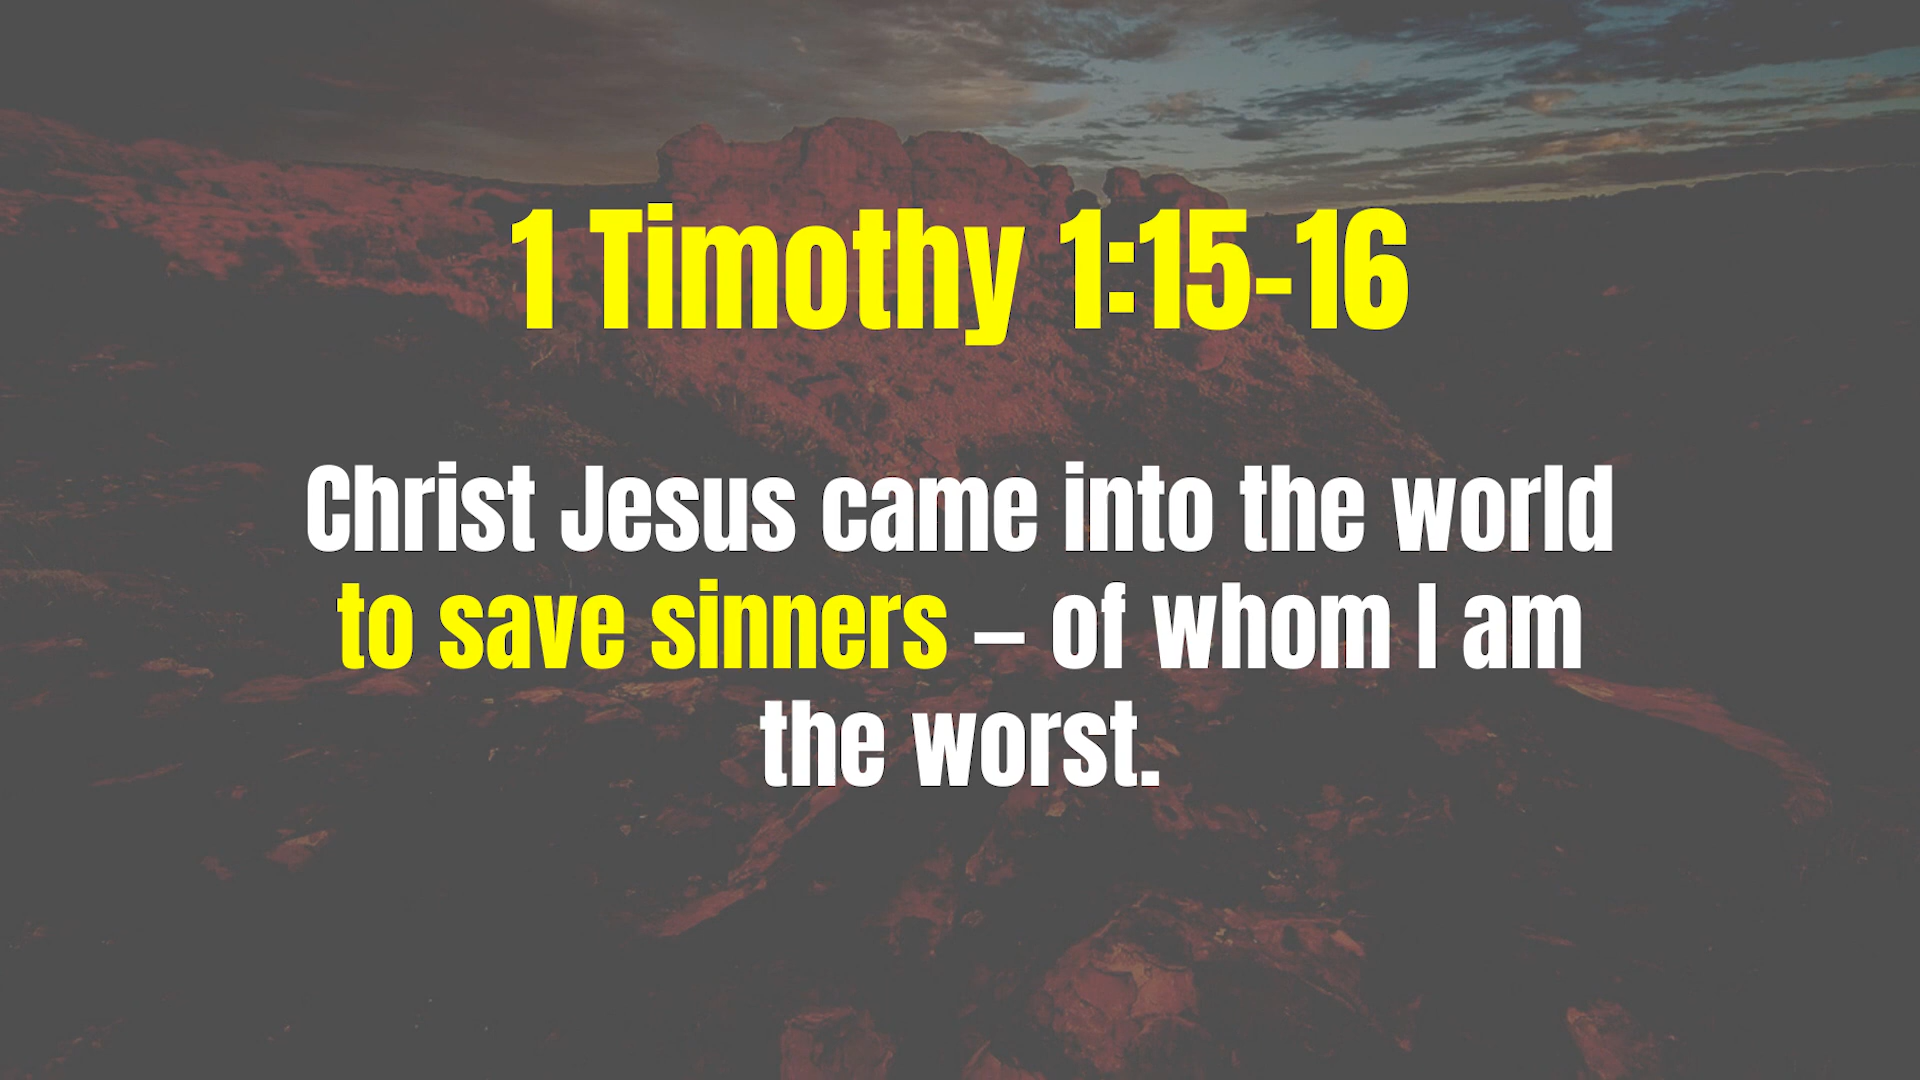 1 Timothy 1:15-16
Christ Jesus came into the world
to save sinners – of whom I am
the worst.